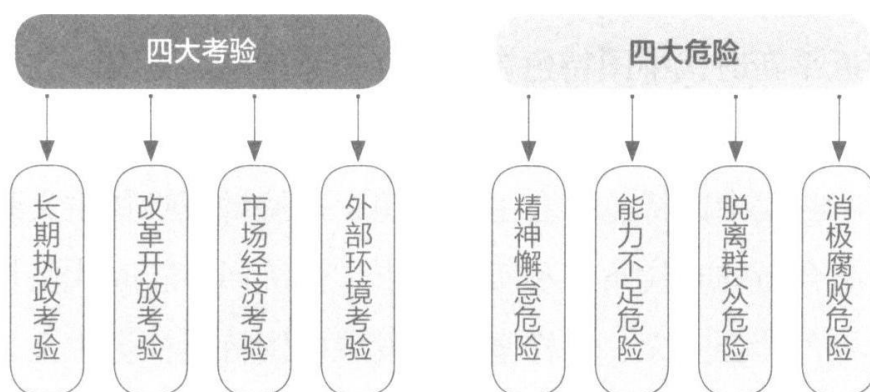 四大考验
长期执政考验
改革开放考验
市场经济考验
外部环境考验
四大危险
精神懈怠危险
能力不足危险
脱离群众危险
消极腐败危险